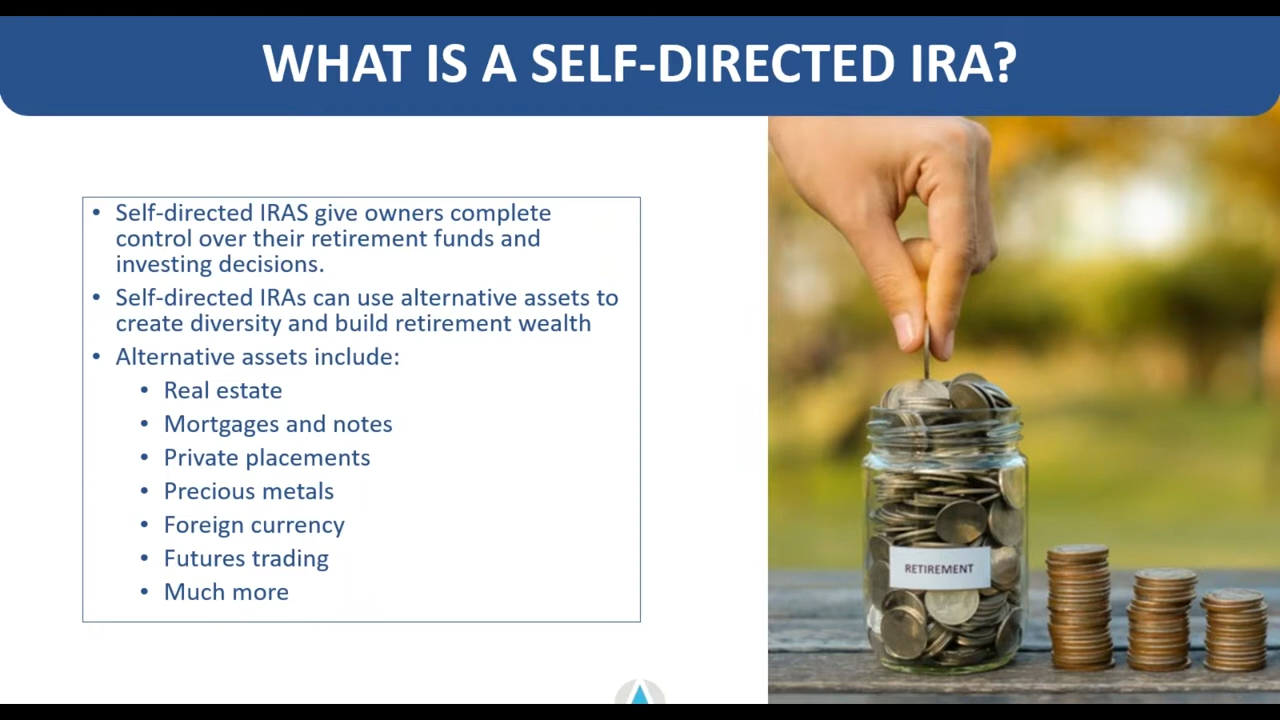 WHAT IS A SELF-DIRECTED IRA?
• Self-directed IRAS give owners complete
control over their retirement funds and
investing decisions.
• Self-directed IRAs can use alternative assets to
create diversity and build retirement wealth
• Alternative assets include:
• Real estate
• Mortgages and notes
• Private placements
• Precious metals
• Foreign currency
• Futures trading
• Much more
RETIREMENT